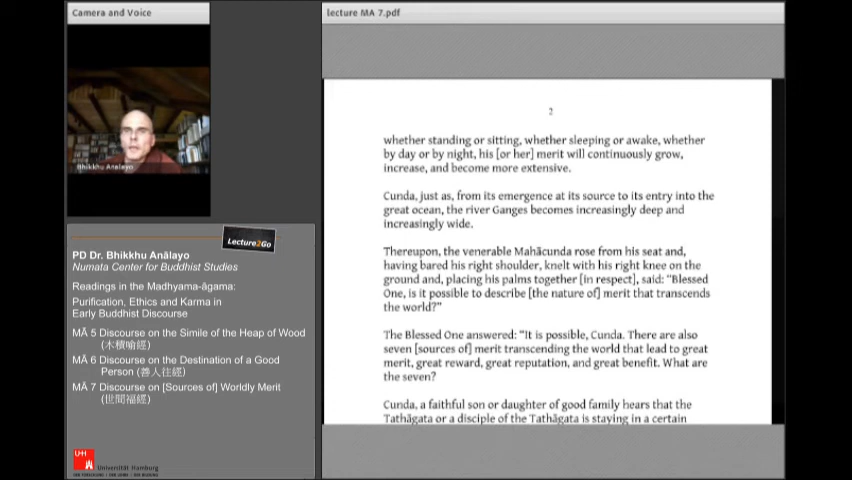 Camera and Voice
lecture MA 7.pdf
Bhikkhu Anālayo
Lecture2Go
PD Dr. Bhikkhu Anālayo
Numata Center for Buddhist Studies
Readings in the Madhyama-āgama:
Purification, Ethics and Karma in
Early Buddhist Discourse
MĀ 5 Discourse on the Simile of the Heap of Wood
(木積喻經)
MĀ 6 Discourse on the Destination of a Good
Person (善人往經)
MĀ 7 Discourse on [Sources of] Worldly Merit
(世間福經)
UH
Universität Hamburg
DER FORSCHUNG | DER LEHRE | DER BILDUNG
2
whether standing or sitting, whether sleeping or awake, whether
by day or by night, his [or her] merit will continuously grow,
increase, and become more extensive.
Cunda, just as, from its emergence at its source to its entry into the
great ocean, the river Ganges becomes increasingly deep and
increasingly wide.
Thereupon, the venerable Mahācunda rose from his seat and,
having bared his right shoulder, knelt with his right knee on the
ground and, placing his palms together [in respect], said: “Blessed
One, is it possible to describe [the nature of] merit that transcends
the world?”
The Blessed One answered: “It is possible, Cunda. There are also
seven [sources of] merit transcending the world that lead to great
merit, great reward, great reputation, and great benefit. What are
the seven?
Cunda, a faithful son or daughter of good family hears that the
Tathāgata or a disciple of the Tathāgata is staying in a certain